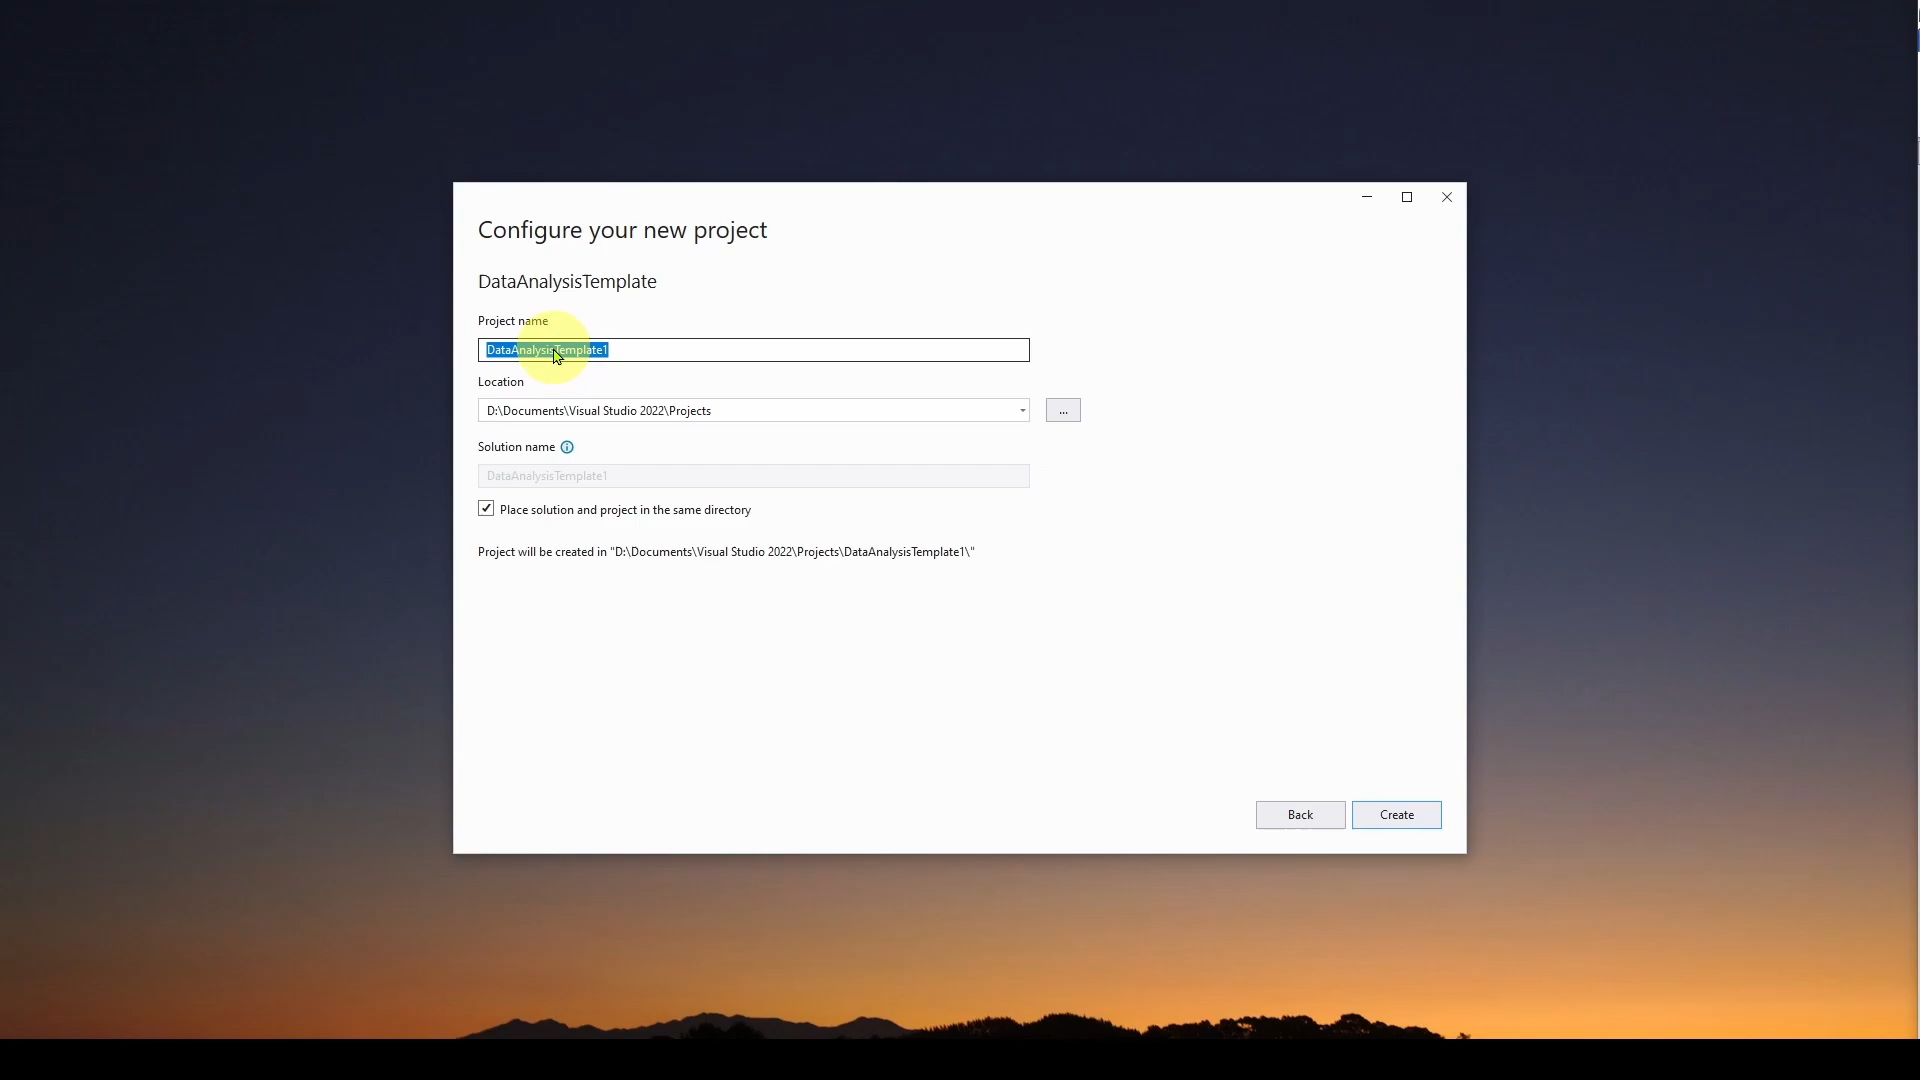 Configure your new project
DataAnalysisTemplate
Project name
DataAnalysisTemplate1
Location
D:\Documents\Visual Studio 2022\Projects
...
Solution name
DataAnalysisTemplate1
Place solution and project in the same directory
Project will be created in "D:\Documents\Visual Studio 2022\Projects\DataAnalysisTemplate1\"
Back
Create